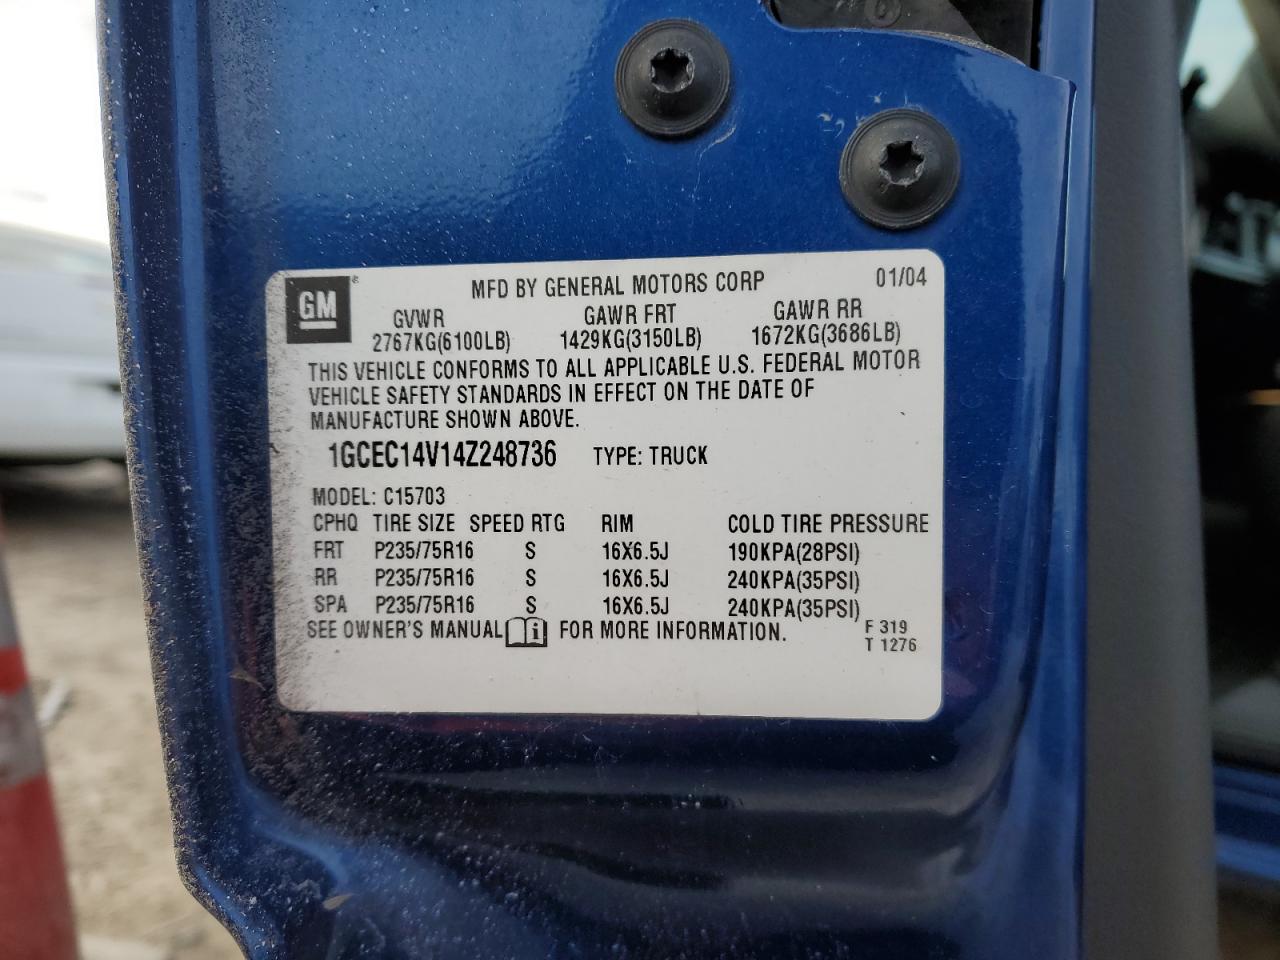 GM
MFD BY GENERAL MOTORS CORP 01/04
GVWR GAWR FRT GAWR RR
2767KG(6100LB) 1429KG(3150LB) 1672KG(3686LB)
THIS VEHICLE CONFORMS TO ALL APPLICABLE U.S. FEDERAL MOTOR
VEHICLE SAFETY STANDARDS IN EFFECT ON THE DATE OF
MANUFACTURE SHOWN ABOVE.
1GCEC14V14Z248736 TYPE: TRUCK
MODEL: C15703
CPHQ TIRE SIZE SPEED RTG RIM COLD TIRE PRESSURE
FRT P235/75R16 S 16X6.5J 190KPA(28PSI)
RR P235/75R16 S 16X6.5J 240KPA(35PSI)
SPA P235/75R16 S 16X6.5J 240KPA(35PSI)
SEE OWNER'S MANUAL i FOR MORE INFORMATION. F 319
T 1276